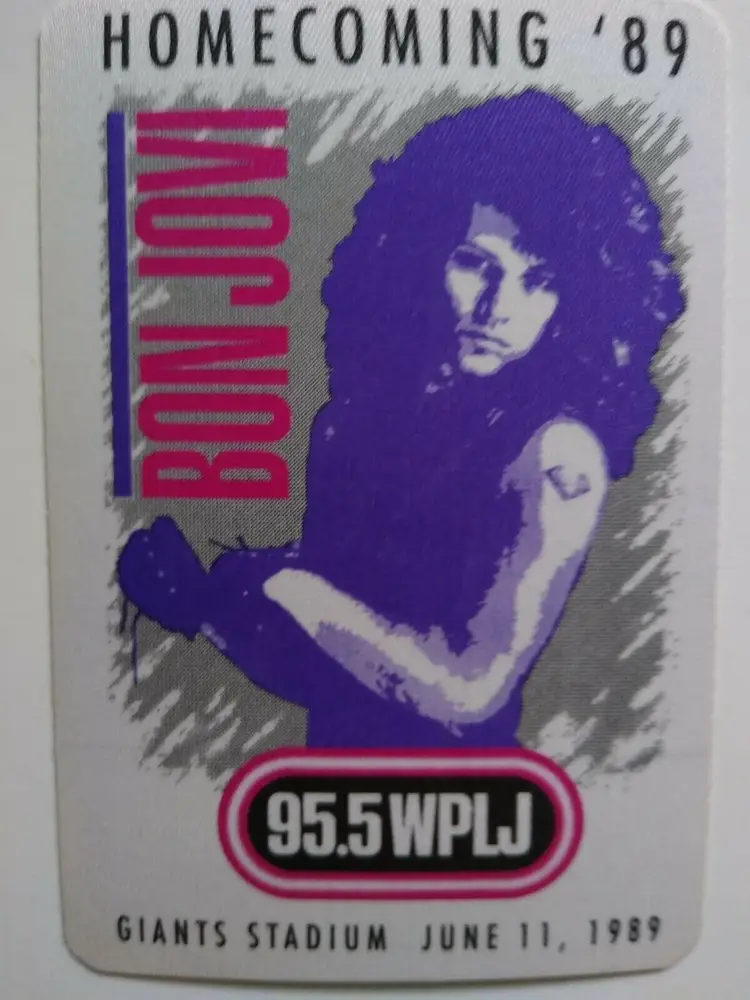 HOMECOMING '89
BON JOVI
95.5 WPLJ
GIANTS STADIUM JUNE 11, 1989